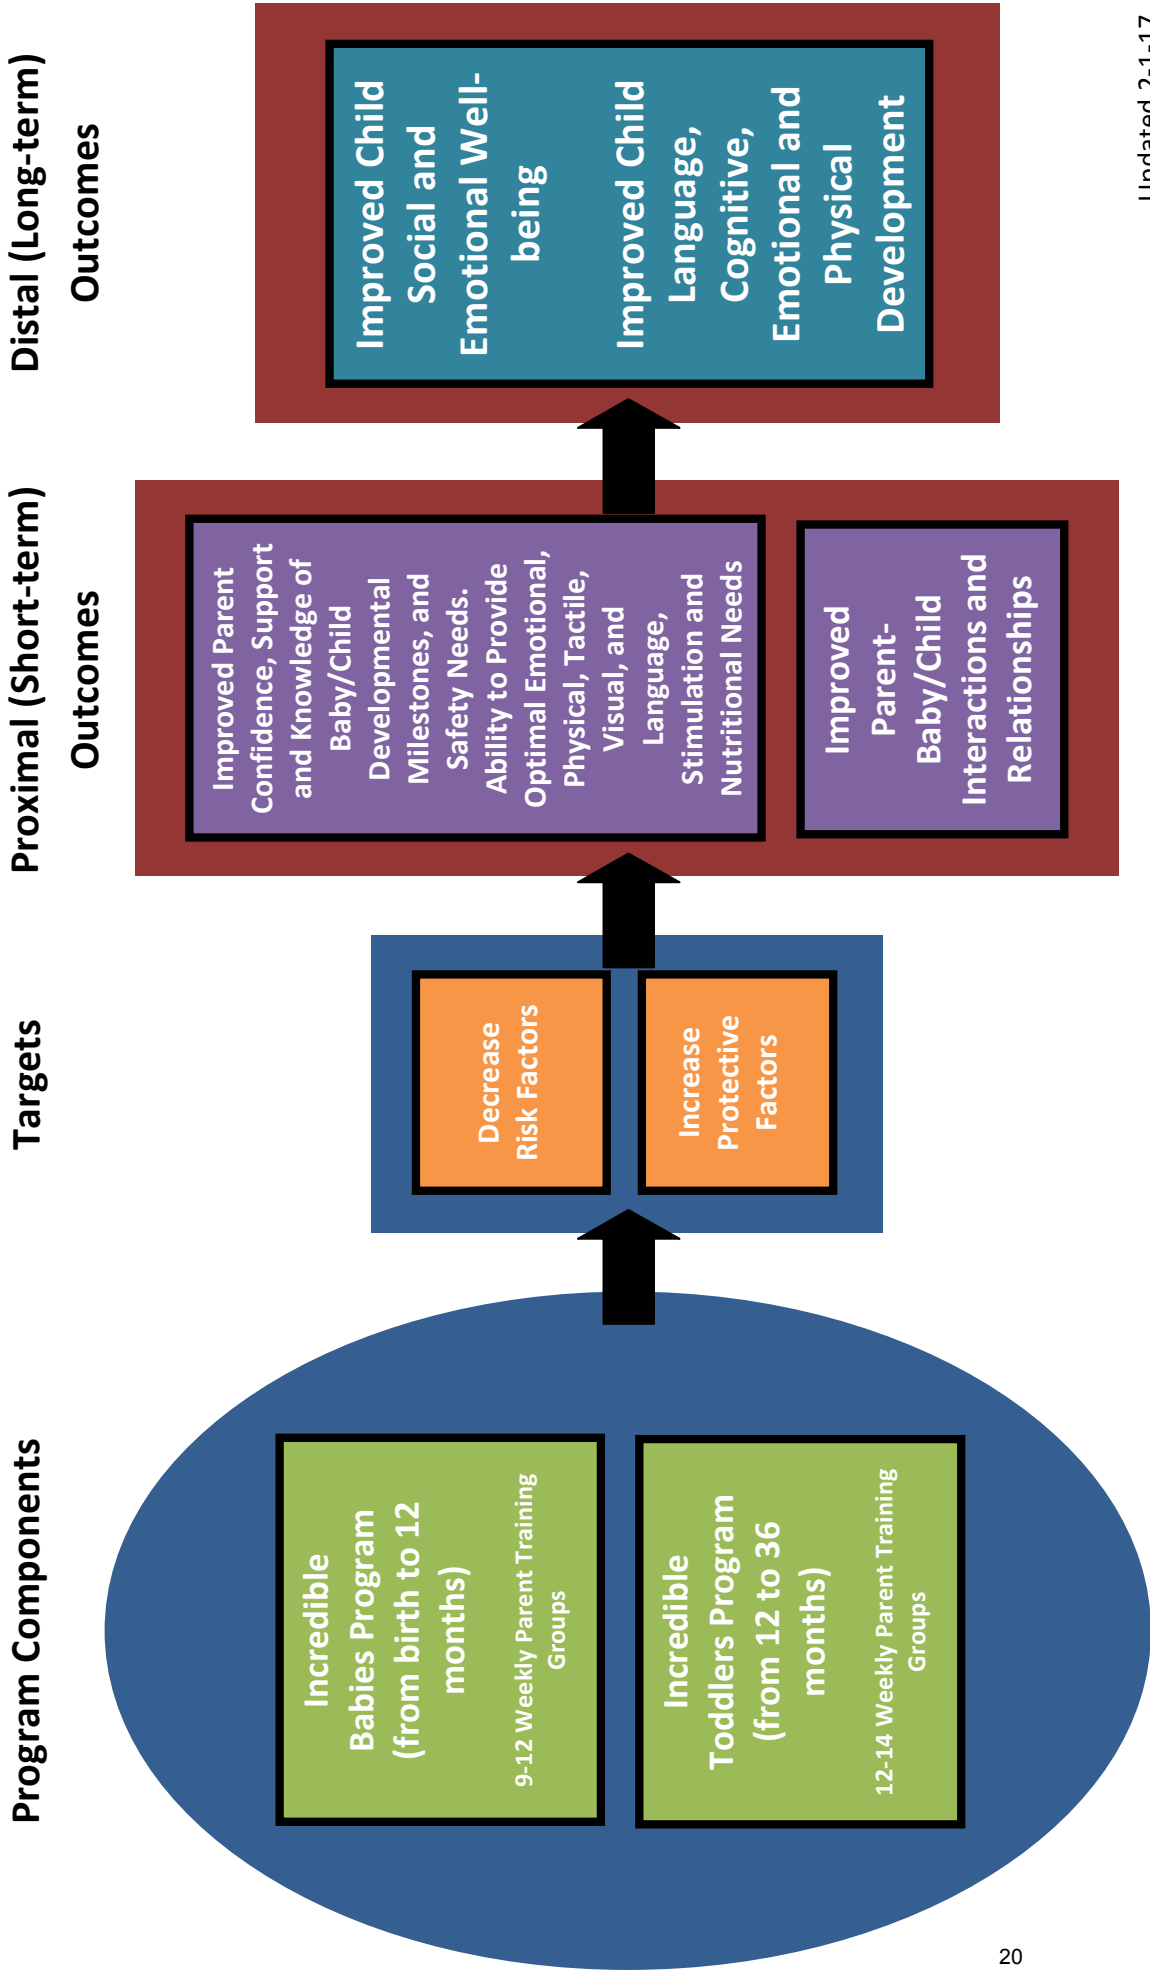 Program Components
Incredible
Babies Program
(from birth to 12
months)
9-12 Weekly Parent Training
Groups
Incredible
Toddlers Program
(from 12 to 36
months)
12-14 Weekly Parent Training
Groups
Targets
Decrease
Risk Factors
Increase
Protective
Factors
Proximal (Short-term)
Outcomes
Improved Parent
Confidence, Support
and Knowledge of
Baby/Child
Developmental
Milestones, and
Safety Needs.
Ability to Provide
Optimal Emotional,
Physical, Tactile,
Visual, and
Language,
Stimulation and
Nutritional Needs
Improved
Parent-
Baby/Child
Interactions and
Relationships
Distal (Long-term)
Outcomes
Improved Child
Social and
Emotional Well-
being
Improved Child
Language,
Cognitive,
Emotional and
Physical
Development
Updated 2-1-17
20